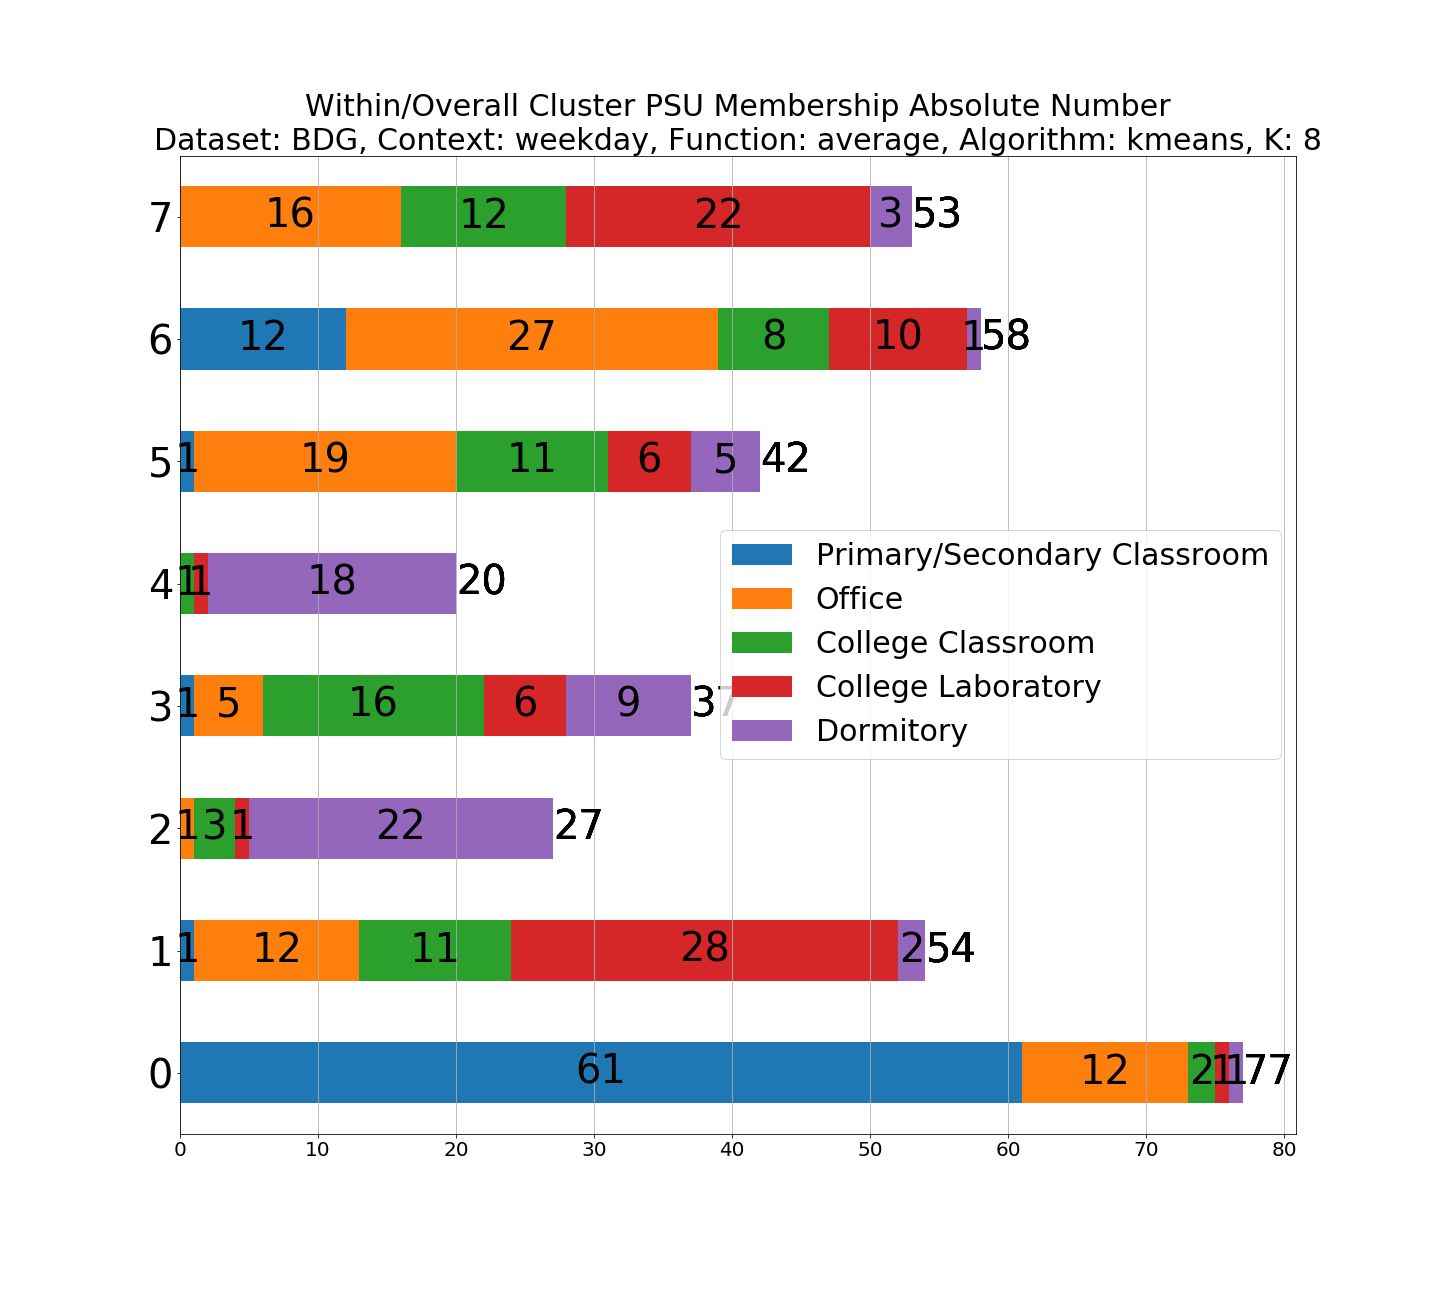 Within/Overall Cluster PSU Membership Absolute Number
Dataset: BDG, Context: weekday, Function: average, Algorithm: kmeans, K: 8
7 16 12 22 3 53
6 12 27 8 10 1 58
5 1 19 11 6 5 42
4 1 1 18 20
3 1 5 16 6 9 37
2 1 3 1 22 27
1 1 12 11 28 2 54
0 61 12 2 1 1 77
Primary/Secondary Classroom
Office
College Classroom
College Laboratory
Dormitory
0 10 20 30 40 50 60 70 80